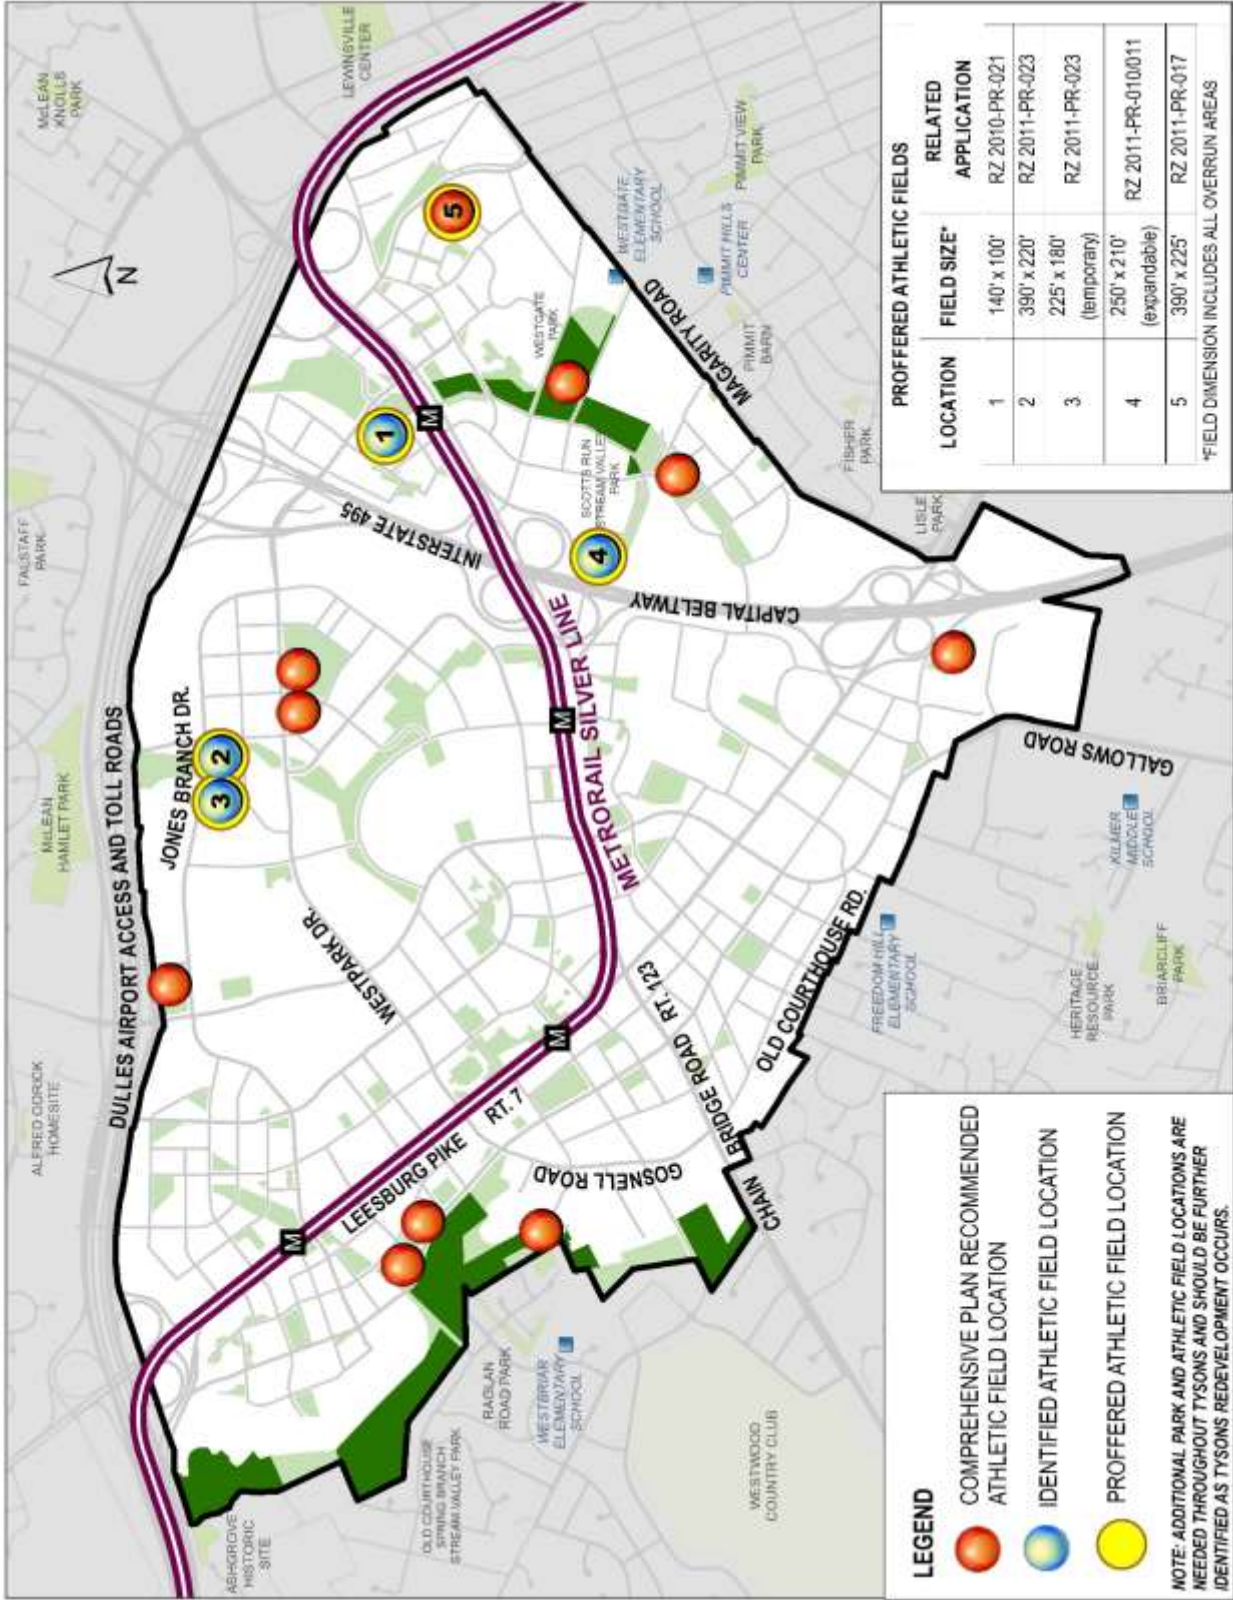 McLEAN
KNOLLS
PARK
LEWINSVILLE
CENTER
FALSTAFF
PARK
McLEAN
HAMLET PARK
ALFRED ODRICK
HOMESITE
DULLES AIRPORT ACCESS AND TOLL ROADS
JONES BRANCH DR.
N
3
2
1
5
INTERSTATE 495
WESTPARK DR.
M
M
M
M
WESTGATE
PARK
WESTGATE
ELEMENTARY
SCHOOL
SCOTTS RUN
STREAM VALLEY
PARK
4
METRORAIL SILVER LINE
LEESBURG PIKE
RT. 7
CAPITAL BELTWAY
MAGARITY ROAD
PIMMIT HILLS
CENTER
PIMMIT VIEW
PARK
PIMMIT
BARN
FISHER
PARK
LISLE
PARK
ASHGROVE
HISTORIC
SITE
OLD COURTHOUSE
SPRING BRANCH
STREAM VALLEY PARK
RAGLAN
ROAD PARK
WESTBRIAR
ELEMENTARY
SCHOOL
GOSNELL ROAD
CHAIN
BRIDGE ROAD
RT. 123
OLD COURTHOUSE RD.
GALLOWS ROAD
WESTWOOD
COUNTRY CLUB
FREEDOM HILL
ELEMENTARY
SCHOOL
KILMER
MIDDLE
SCHOOL
HERITAGE
RESOURCE
PARK
BRIARCLIFF
PARK
LEGEND
COMPREHENSIVE PLAN RECOMMENDED
ATHLETIC FIELD LOCATION
IDENTIFIED ATHLETIC FIELD LOCATION
PROFFERED ATHLETIC FIELD LOCATION
NOTE: ADDITIONAL PARK AND ATHLETIC FIELD LOCATIONS ARE
NEEDED THROUGHOUT TYSONS AND SHOULD BE FURTHER
IDENTIFIED AS TYSONS REDEVELOPMENT OCCURS.
PROFFERED ATHLETIC FIELDS
LOCATION FIELD SIZE* RELATED APPLICATION
1 140' x 100' RZ 2010-PR-021
2 390' x 220' RZ 2011-PR-023
3 225' x 180' (temporary) RZ 2011-PR-023
4 250' x 210' (expandable) RZ 2011-PR-010/011
5 390' x 225' RZ 2011-PR-017
*FIELD DIMENSION INCLUDES ALL OVERRUN AREAS